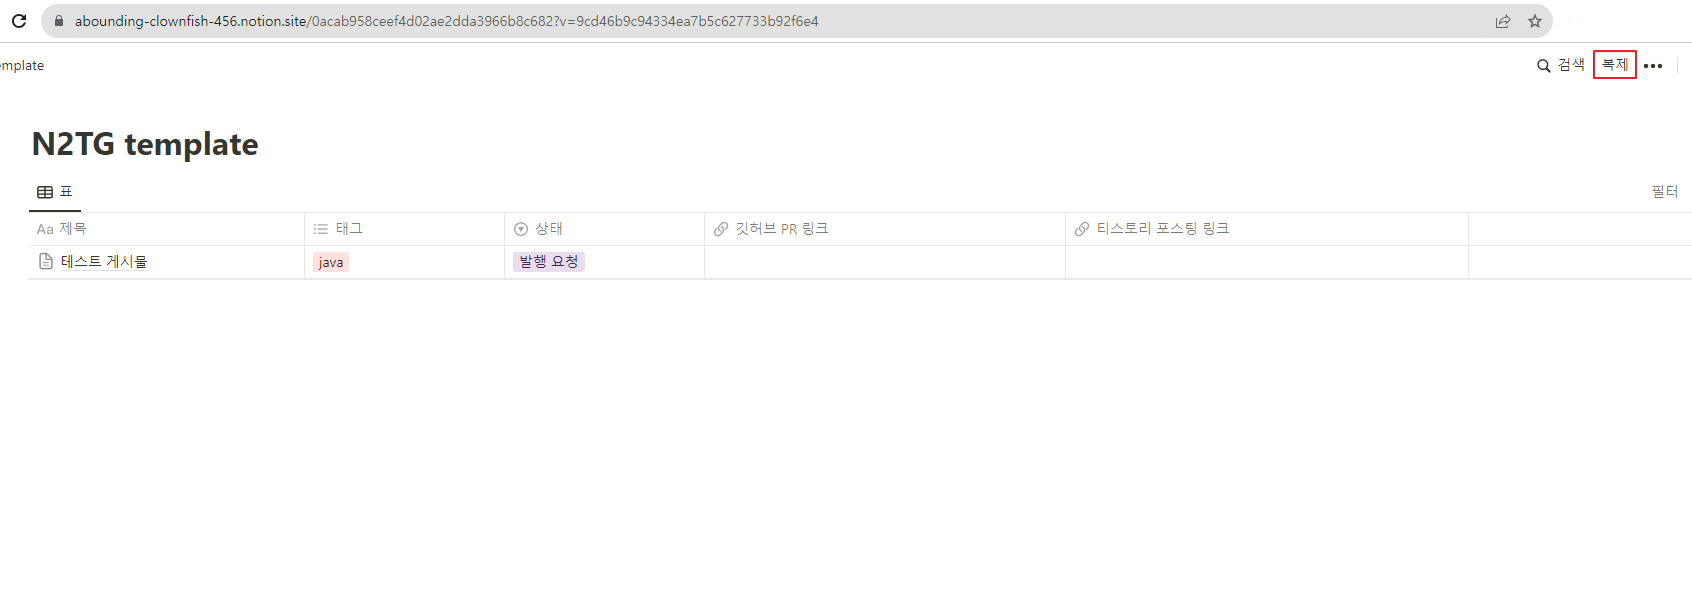 abounding-clownfish-456.notion.site/0acab958ceef4d02ae2dda3966b8c682?v=9cd46b9c94334ea7b5c627733b92f6e4
emplate 검색 복제
N2TG template
표 필터
Aa 제목 태그 상태 깃허브 PR 링크 티스토리 포스팅 링크
테스트 게시물 java 발행 요청